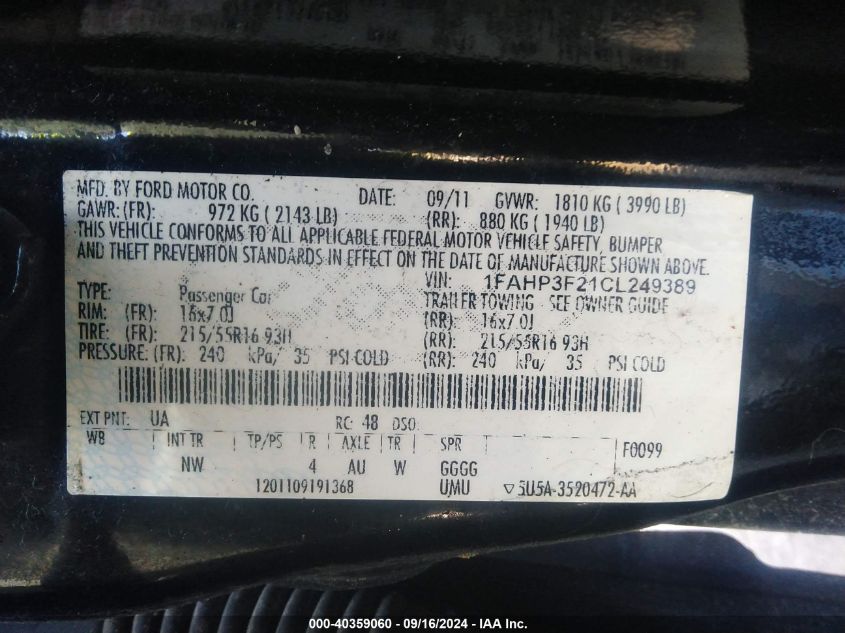 MFD. BY FORD MOTOR CO. DATE: 09/11 GVWR: 1810 KG ( 3990 LB)
GAWR: (FR): 972 KG ( 2143 LB) (RR): 880 KG ( 1940 LB)
THIS VEHICLE CONFORMS TO ALL APPLICABLE FEDERAL MOTOR VEHICLE SAFETY, BUMPER
AND THEFT PREVENTION STANDARDS IN EFFECT ON THE DATE OF MANUFACTURE SHOWN ABOVE.
VIN: 1FAHP3F21CL249389
TYPE: Passenger Car TRAILER TOWING - SEE OWNER GUIDE
RIM: (FR): 16x7.0J (RR): 16x7.0J
TIRE: (FR): 215/55R16 93H (RR): 215/55R16 93H
PRESSURE: (FR): 240 kPa/ 35 PSI COLD (RR): 240 kPa/ 35 PSI COLD
EXT PNT: UA RC: 48 DSO:
WB INT TR TP/PS R AXLE TR SPR F0099
NW 4 AU W GGGG
1201109191368 UMU ▽5U5A-3520472-AA
000-40359060 - 09/16/2024 - IAA Inc.